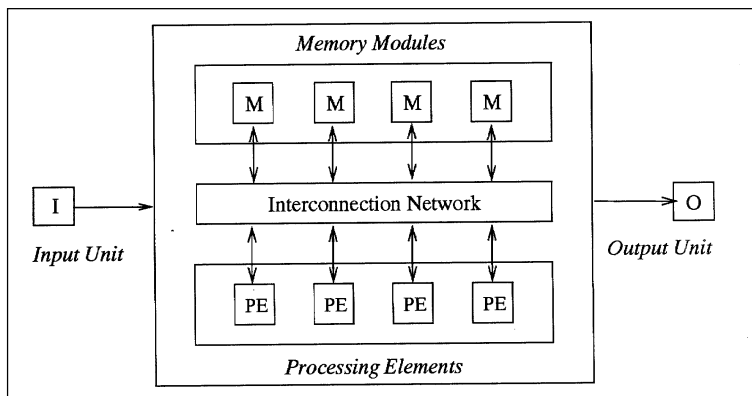 Memory Modules
M M M M
Interconnection Network
I
O
Input Unit
Output Unit
PE PE PE PE
Processing Elements